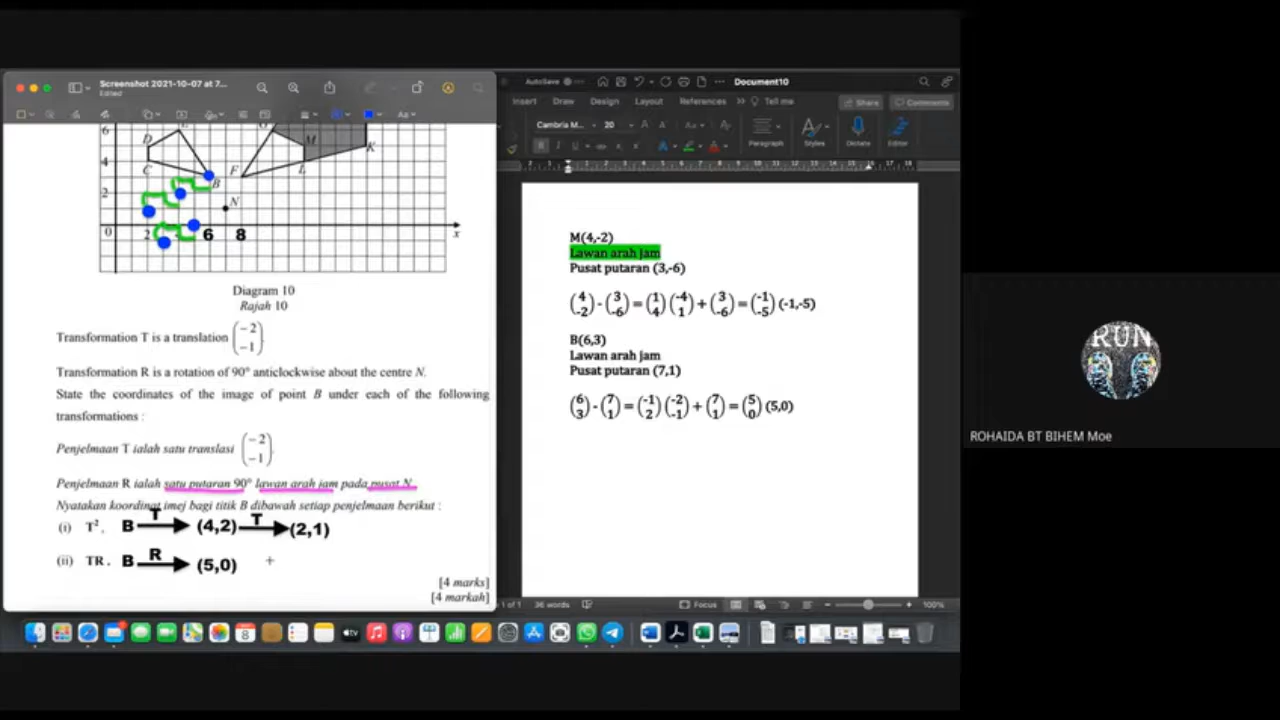 Screenshot 2021-10-07 at 7...
Edited
Aa
6
4
2
0
2
6
8
x
D
C
B
F
M
L
K
N
Diagram 10
Rajah 10
Transformation T is a translation (-2 -1).
Transformation R is a rotation of 90° anticlockwise about the centre N.
State the coordinates of the image of point B under each of the following
transformations :
Penjelmaan T ialah satu translasi (-2 -1).
Penjelmaan R ialah satu putaran 90° lawan arah jam pada pusat N.
Nyatakan koordinat imej bagi titik B dibawah setiap penjelmaan berikut :
(i) T². B T (4,2) T (2,1)
(ii) TR. B R (5,0)
[4 marks]
[4 markah]
AutoSave
Document10
Insert Draw Design Layout References Tell me
Share Comments
Cambria M... 20
Paragraph Styles Dictate Editor
M(4,-2)
Lawan arah jam
Pusat putaran (3,-6)
(4 -2) - (3 -6) = (1 4) (-4 1) + (3 -6) = (-1 -5) (-1,-5)
B(6,3)
Lawan arah jam
Pusat putaran (7,1)
(6 3) - (7 1) = (-1 2) (-2 -1) + (7 1) = (5 0) (5,0)
1 of 1 36 words Focus 100%
RUN
ROHAIDA BT BIHEM Moe